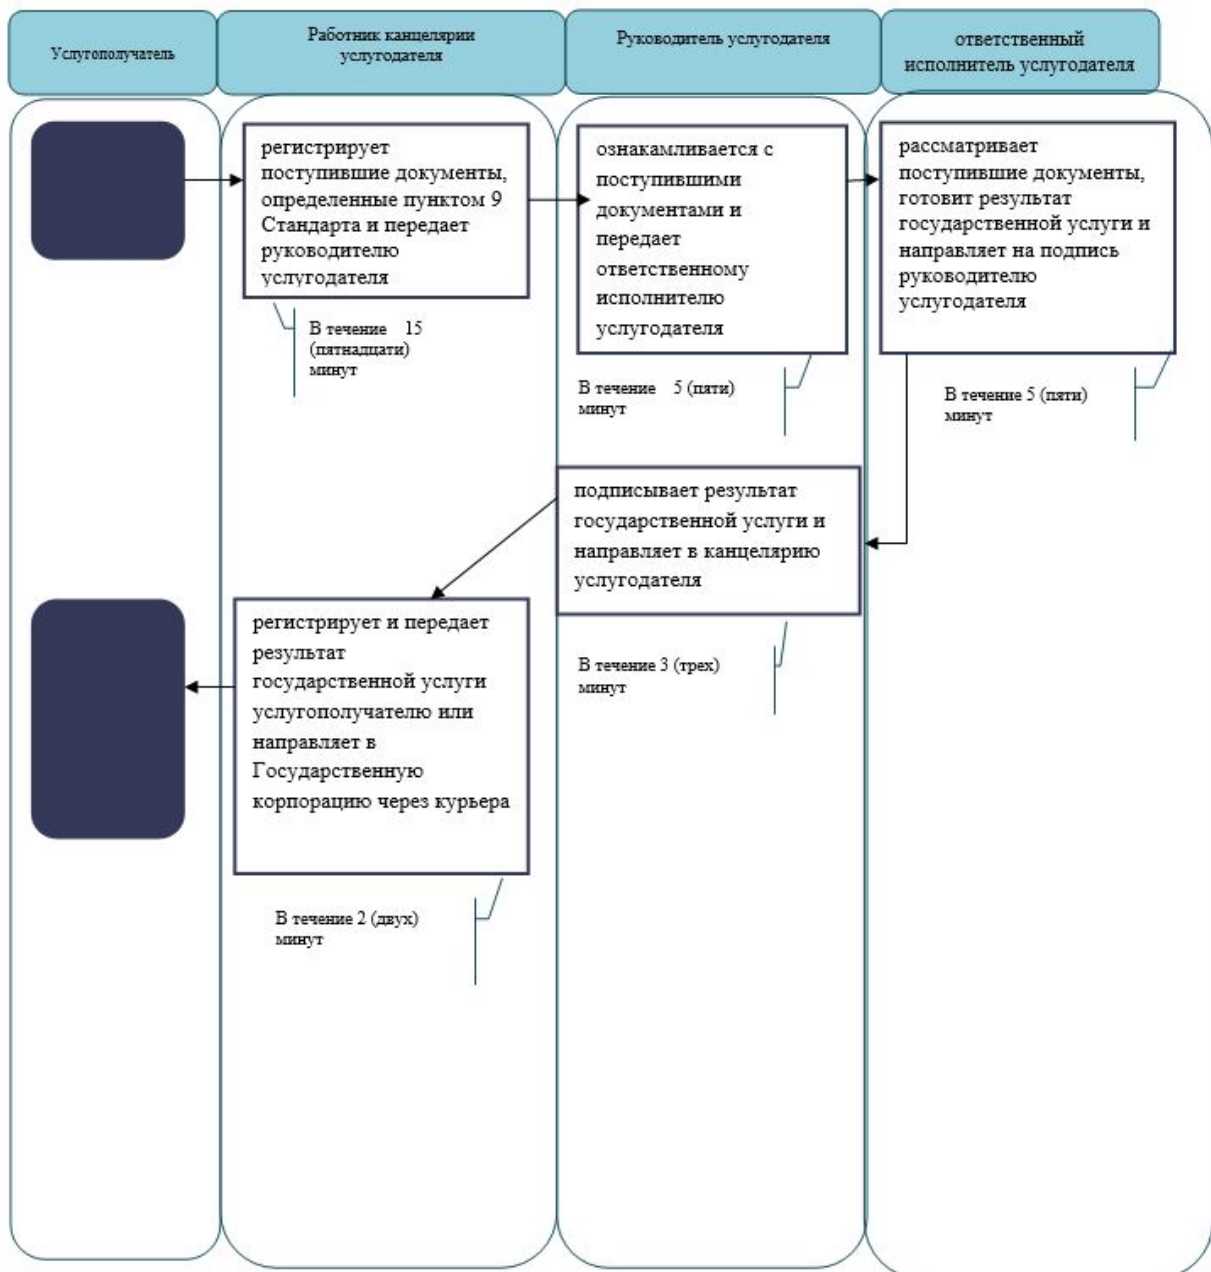 Услугополучатель
Работник канцелярии
услугодателя
Руководитель услугодателя
ответственный
исполнитель услугодателя
регистрирует
поступившие документы,
определенные пунктом 9
Стандарта и передает
руководителю
услугодателя
В течение 15
(пятнадцати)
минут
ознакамливается с
поступившими
документами и
передает
ответственному
исполнителю
услугодателя
В течение 5 (пяти)
минут
рассматривает
поступившие документы,
готовит результат
государственной услуги и
направляет на подпись
руководителю
услугодателя
В течение 5 (пяти)
минут
подписывает результат
государственной услуги и
направляет в канцелярию
услугодателя
В течение 3 (трех)
минут
регистрирует и передает
результат
государственной услуги
услугополучателю или
направляет в
Государственную
корпорацию через курьера
В течение 2 (двух)
минут